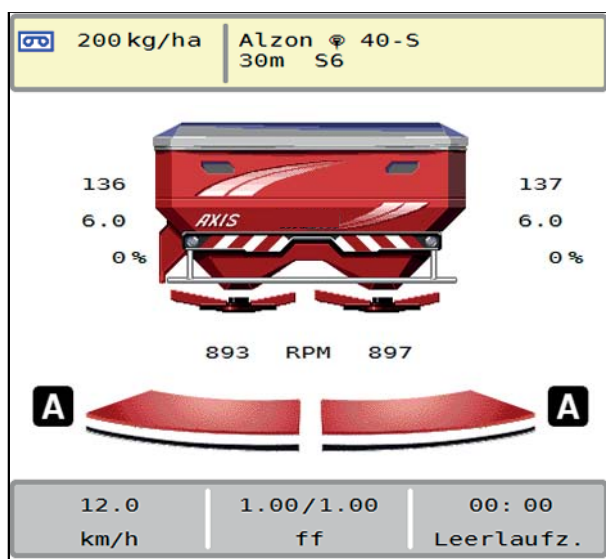 200 kg/ha
Alzon 40-S
30m S6
136
137
6.0
AXIS
6.0
0%
0%
893 RPM 897
A
A
12.0
1.00/1.00
00:00
km/h
ff
Leerlaufz.